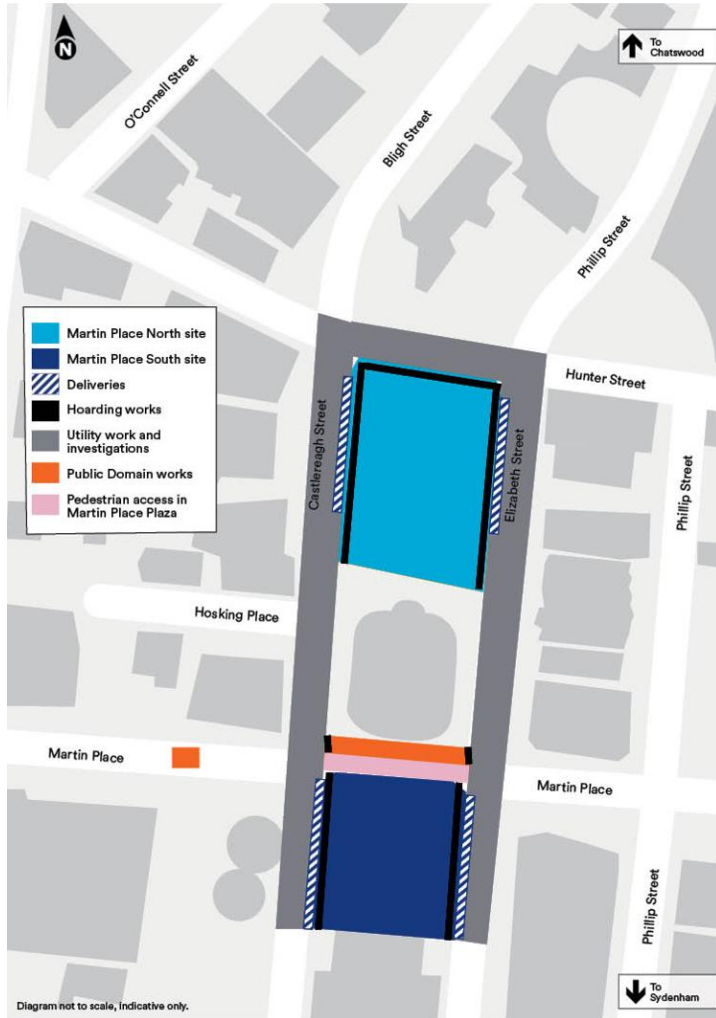 N
To
Chatswood
O'Connell Street
Bligh Street
Phillip Street
Martin Place North site
Martin Place South site
Deliveries
Hoarding works
Utility work and
investigations
Public Domain works
Pedestrian access in
Martin Place Plaza
Hunter Street
Castlereagh Street
Elizabeth Street
Phillip Street
Hosking Place
Martin Place
Martin Place
Phillip Street
To
Sydenham
Diagram not to scale, indicative only.